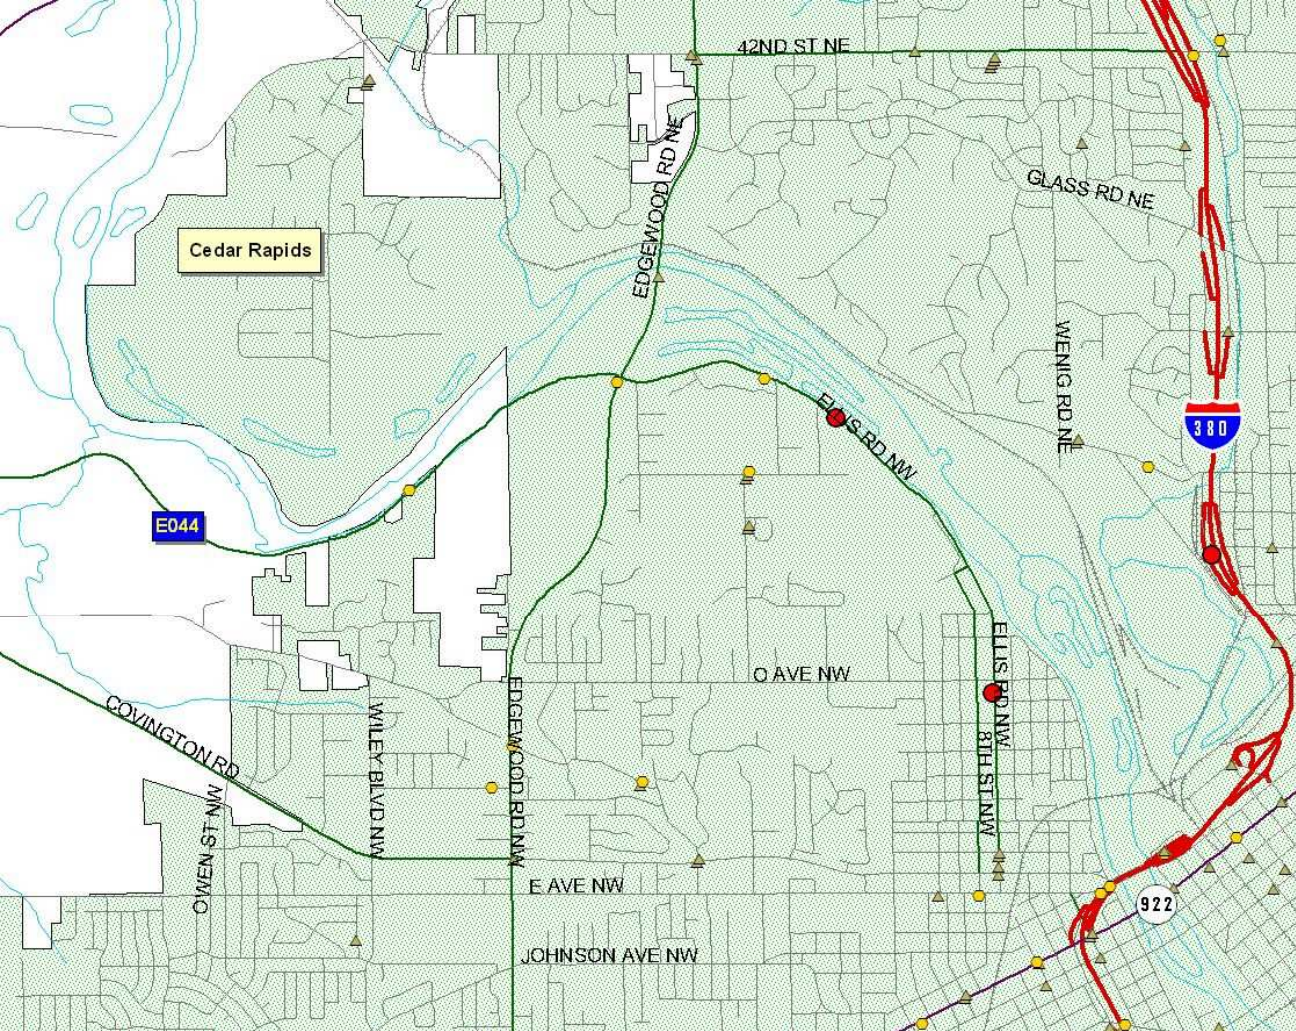 42ND ST NE
EDGEWOOD RD NE
GLASS RD NE
Cedar Rapids
WENIG RD NE
ELLIS RD NW
380
E044
O AVE NW
ELLIS RD NW
COVINGTON RD
WILEY BLVD NW
EDGEWOOD RD NW
8TH ST NW
OWEN ST NW
E AVE NW
922
JOHNSON AVE NW